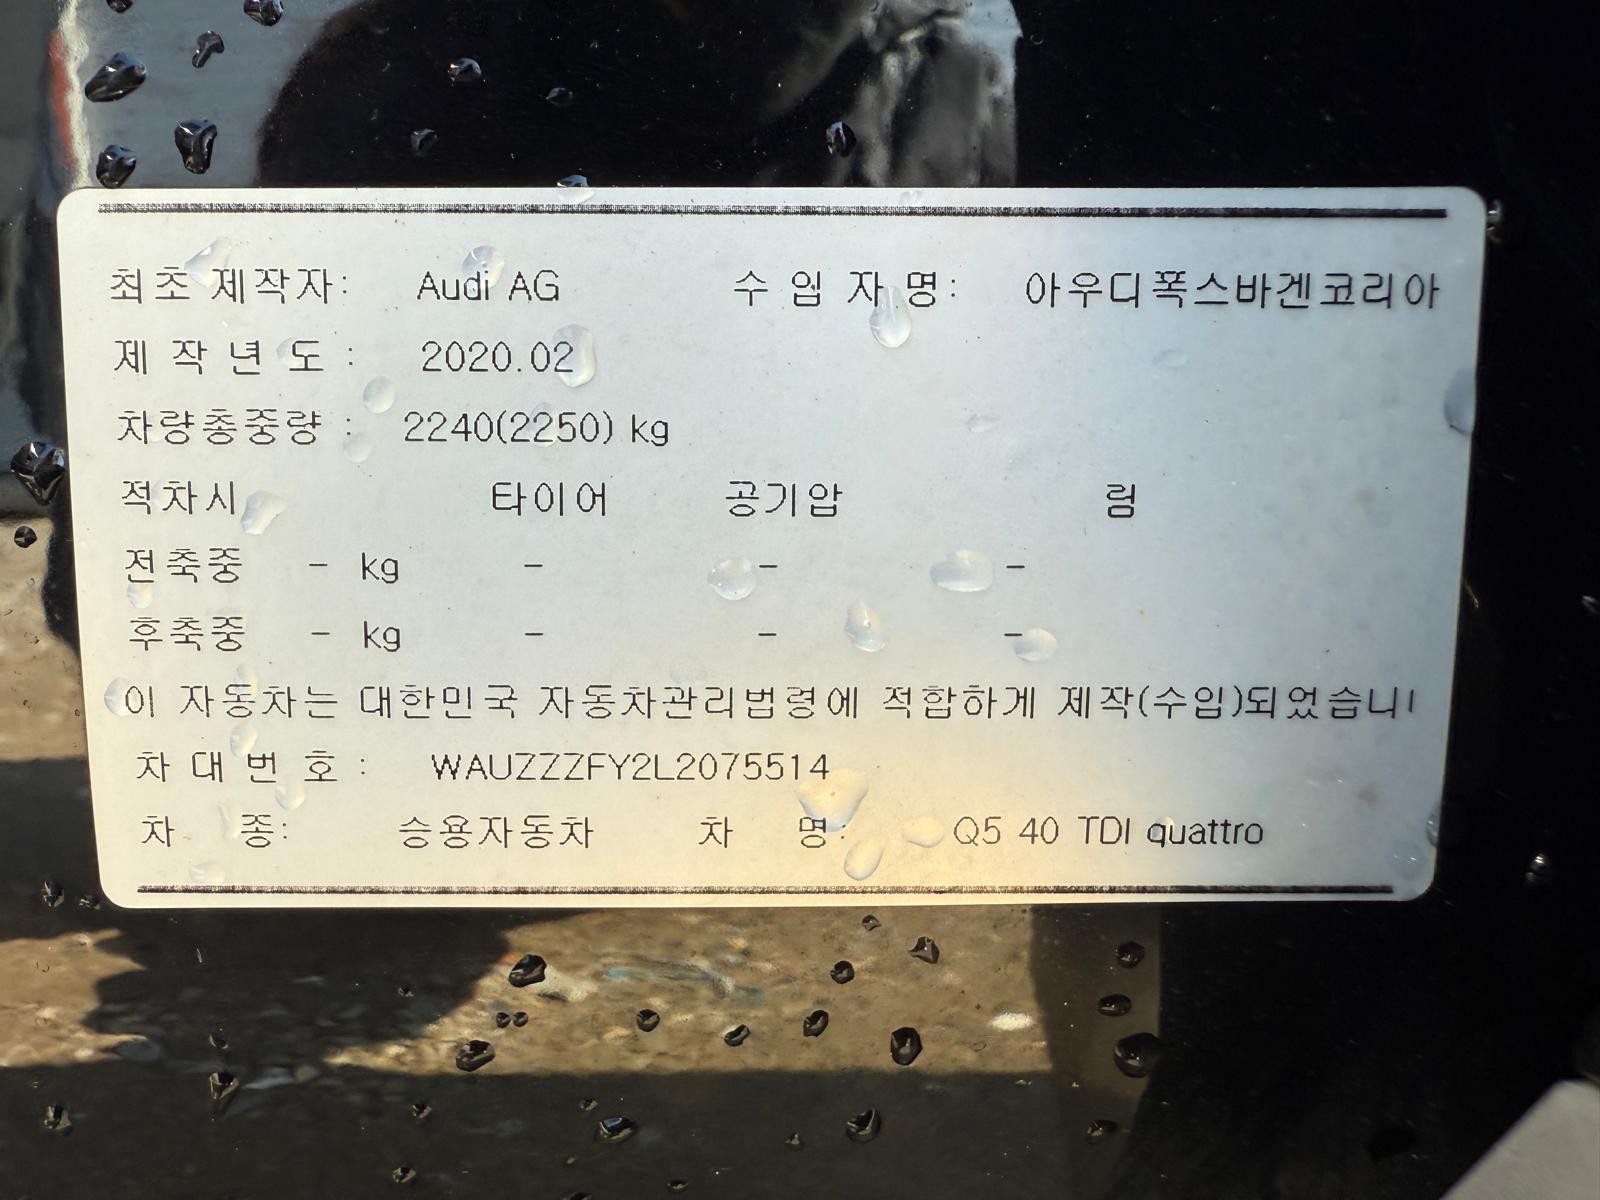 최초 제작자: Audi AG 수 입 자 명: 아우디폭스바겐코리아
제 작 년 도 : 2020.02
차량총중량 : 2240(2250) kg
적차시 타이어 공기압 럼
전축중 - kg - - -
후축중 - kg - - -
이 자동차는 대한민국 자동차관리법령에 적합하게 제작(수입)되었습니
차 대 번 호 : WAUZZZFY2L2075514
차 종: 승용자동차 차 명: Q5 40 TDI quattro